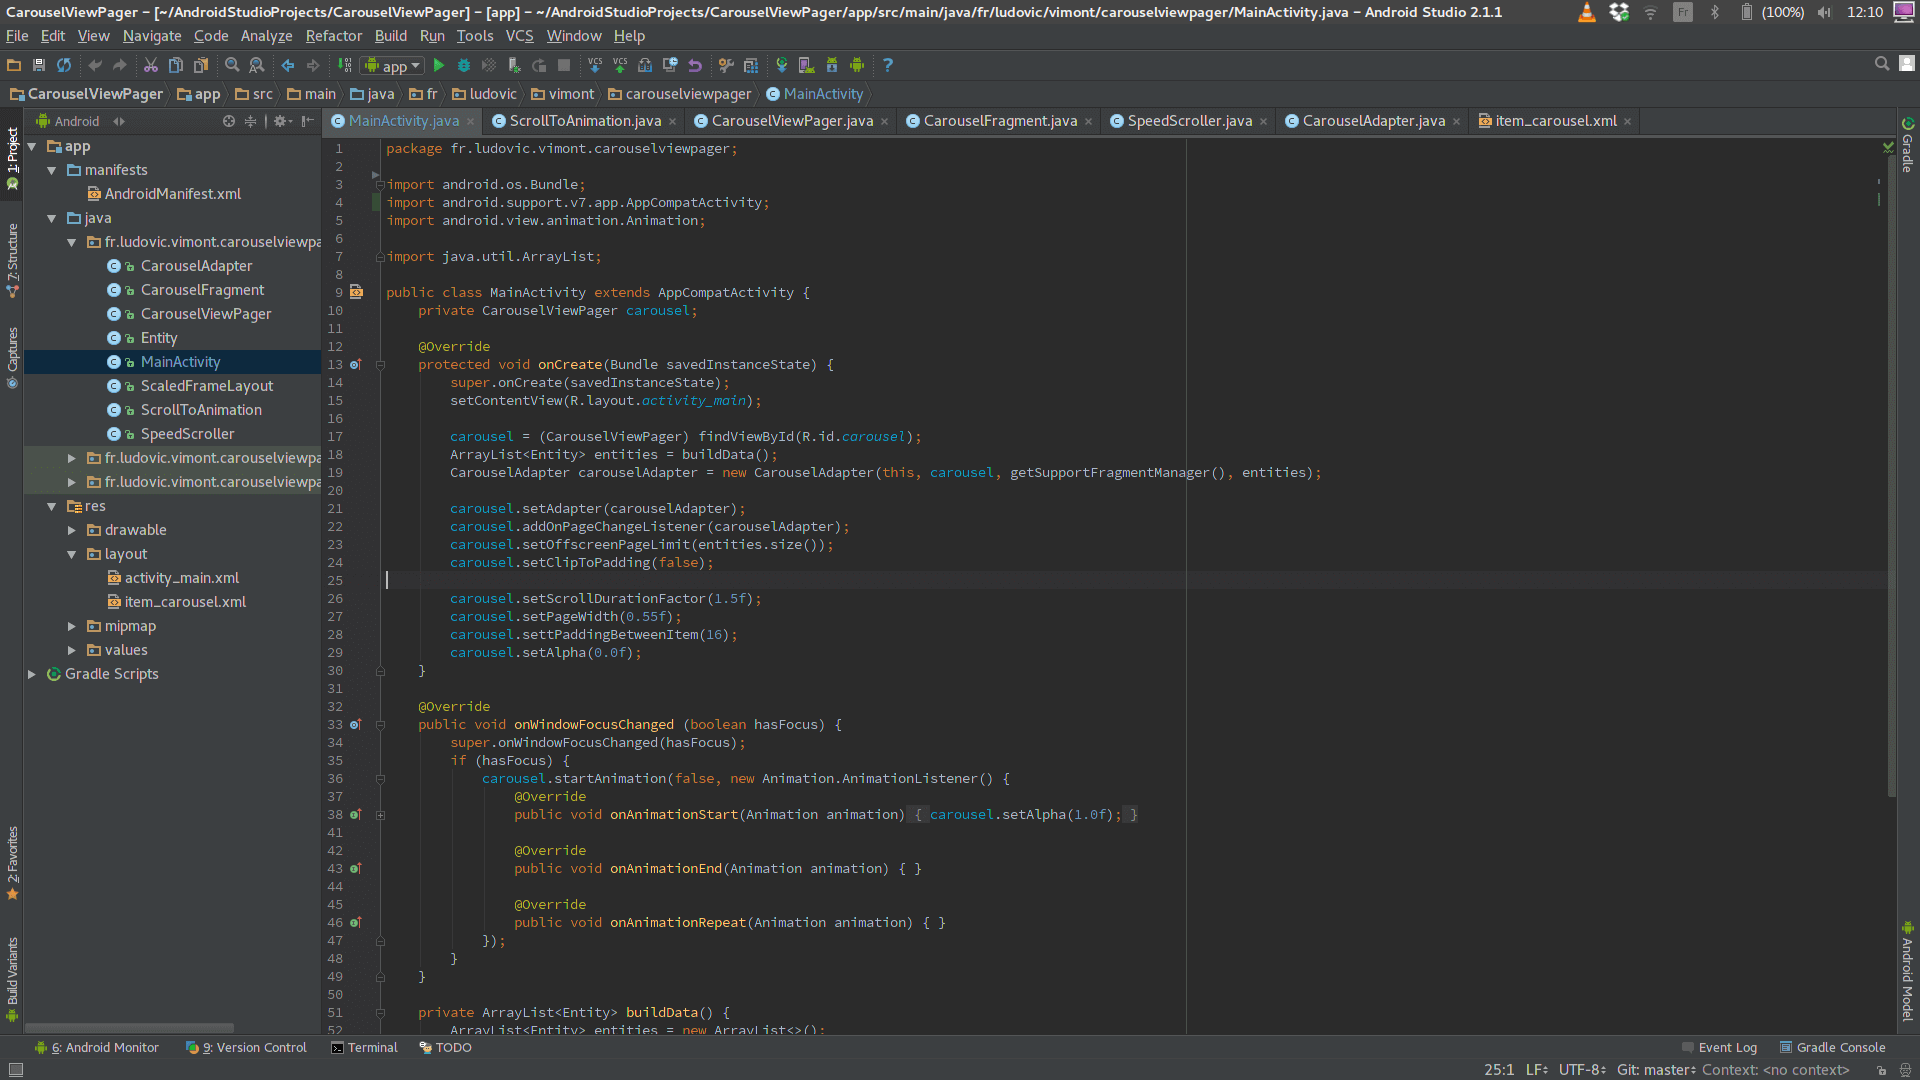 CarouselViewPager – [~/AndroidStudioProjects/CarouselViewPager] – [app] – ~/AndroidStudioProjects/CarouselViewPager/app/src/main/java/fr/ludovic/vimont/carouselviewpager/MainActivity.java – Android Studio 2.1.1
Fr (100%) 12:10
File Edit View Navigate Code Analyze Refactor Build Run Tools VCS Window Help
app VCS VCS ?
CarouselViewPager app src main java fr ludovic vimont carouselviewpager MainActivity
Android
MainActivity.java ScrollToAnimation.java CarouselViewPager.java CarouselFragment.java SpeedScroller.java CarouselAdapter.java item_carousel.xml
1: Project
7: Structure
Captures
2: Favorites
Build Variants
app
manifests
AndroidManifest.xml
java
fr.ludovic.vimont.carouselviewpa
CarouselAdapter
CarouselFragment
CarouselViewPager
Entity
MainActivity
ScaledFrameLayout
ScrollToAnimation
SpeedScroller
fr.ludovic.vimont.carouselviewpa
fr.ludovic.vimont.carouselviewpa
res
drawable
layout
activity_main.xml
item_carousel.xml
mipmap
values
Gradle Scripts
1 package fr.ludovic.vimont.carouselviewpager;
2
3 import android.os.Bundle;
4 import android.support.v7.app.AppCompatActivity;
5 import android.view.animation.Animation;
6
7 import java.util.ArrayList;
8
9 public class MainActivity extends AppCompatActivity {
10 private CarouselViewPager carousel;
11
12 @Override
13 protected void onCreate(Bundle savedInstanceState) {
14 super.onCreate(savedInstanceState);
15 setContentView(R.layout.activity_main);
16
17 carousel = (CarouselViewPager) findViewById(R.id.carousel);
18 ArrayList<Entity> entities = buildData();
19 CarouselAdapter carouselAdapter = new CarouselAdapter(this, carousel, getSupportFragmentManager(), entities);
20
21 carousel.setAdapter(carouselAdapter);
22 carousel.addOnPageChangeListener(carouselAdapter);
23 carousel.setOffscreenPageLimit(entities.size());
24 carousel.setClipToPadding(false);
25
26 carousel.setScrollDurationFactor(1.5f);
27 carousel.setPageWidth(0.55f);
28 carousel.settPaddingBetweenItem(16);
29 carousel.setAlpha(0.0f);
30 }
31
32 @Override
33 public void onWindowFocusChanged (boolean hasFocus) {
34 super.onWindowFocusChanged(hasFocus);
35 if (hasFocus) {
36 carousel.startAnimation(false, new Animation.AnimationListener() {
37 @Override
38 public void onAnimationStart(Animation animation) { carousel.setAlpha(1.0f); }
41
42 @Override
43 public void onAnimationEnd(Animation animation) { }
44
45 @Override
46 public void onAnimationRepeat(Animation animation) { }
47 });
48 }
49 }
50
51 private ArrayList<Entity> buildData() {
52 ArrayList<Entity> entities = new ArrayList<>();
Gradle
Android Model
6: Android Monitor 9: Version Control Terminal TODO Event Log Gradle Console
25:1 LF UTF-8 Git: master Context: <no context>